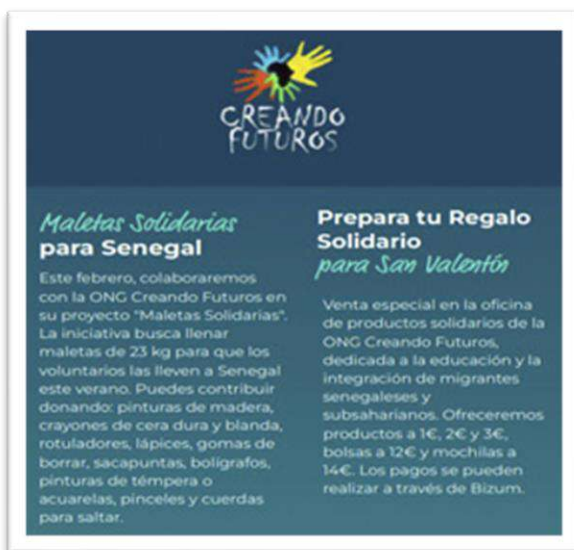 CREANDO
FUTUROS
Maletas Solidarias
para Senegal
Este febrero, colaboraremos
con la ONG Creando Futuros en
su proyecto "Maletas Solidarias".
La iniciativa busca llenar
maletas de 23 kg para que los
voluntarios las lleven a Senegal
este verano. Puedes contribuir
donando: pinturas de madera,
crayones de cera dura y blanda,
rotuladores, lápices, gomas de
borrar, sacapuntas, bolígrafos,
pinturas de témpera o
acuarelas, pinceles y cuerdas
para saltar.
Prepara tu Regalo
Solidario
para San Valentín
Venta especial en la oficina
de productos solidarios de la
ONG Creando Futuros,
dedicada a la educación y la
integración de migrantes
senegaleses y
subsaharianos. Ofreceremos
productos a 1€, 2€ y 3€,
bolsas a 12€ y mochilas a
14€. Los pagos se pueden
realizar a través de Bizum.